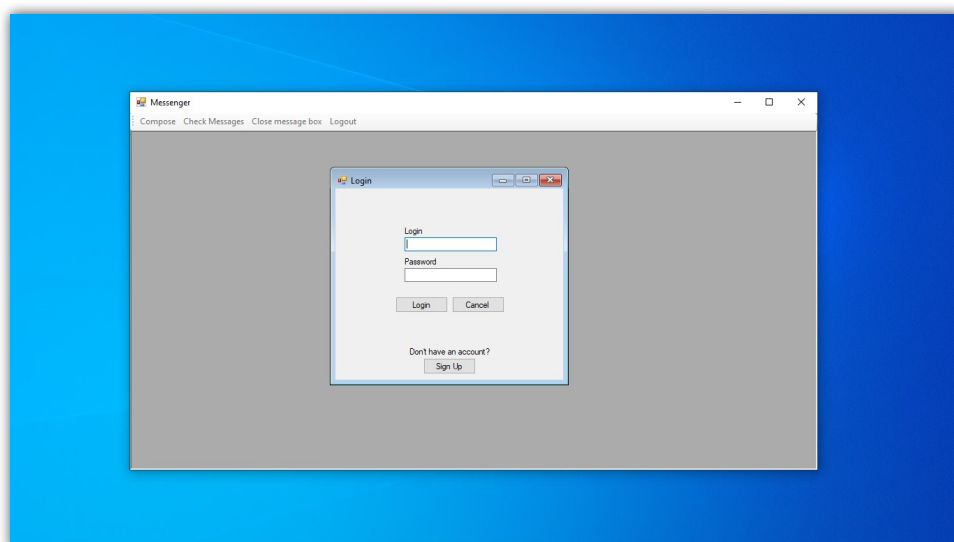 Messenger
Compose Check Messages Close message box Logout
Login
Login
Password
Login Cancel
Don't have an account?
Sign Up